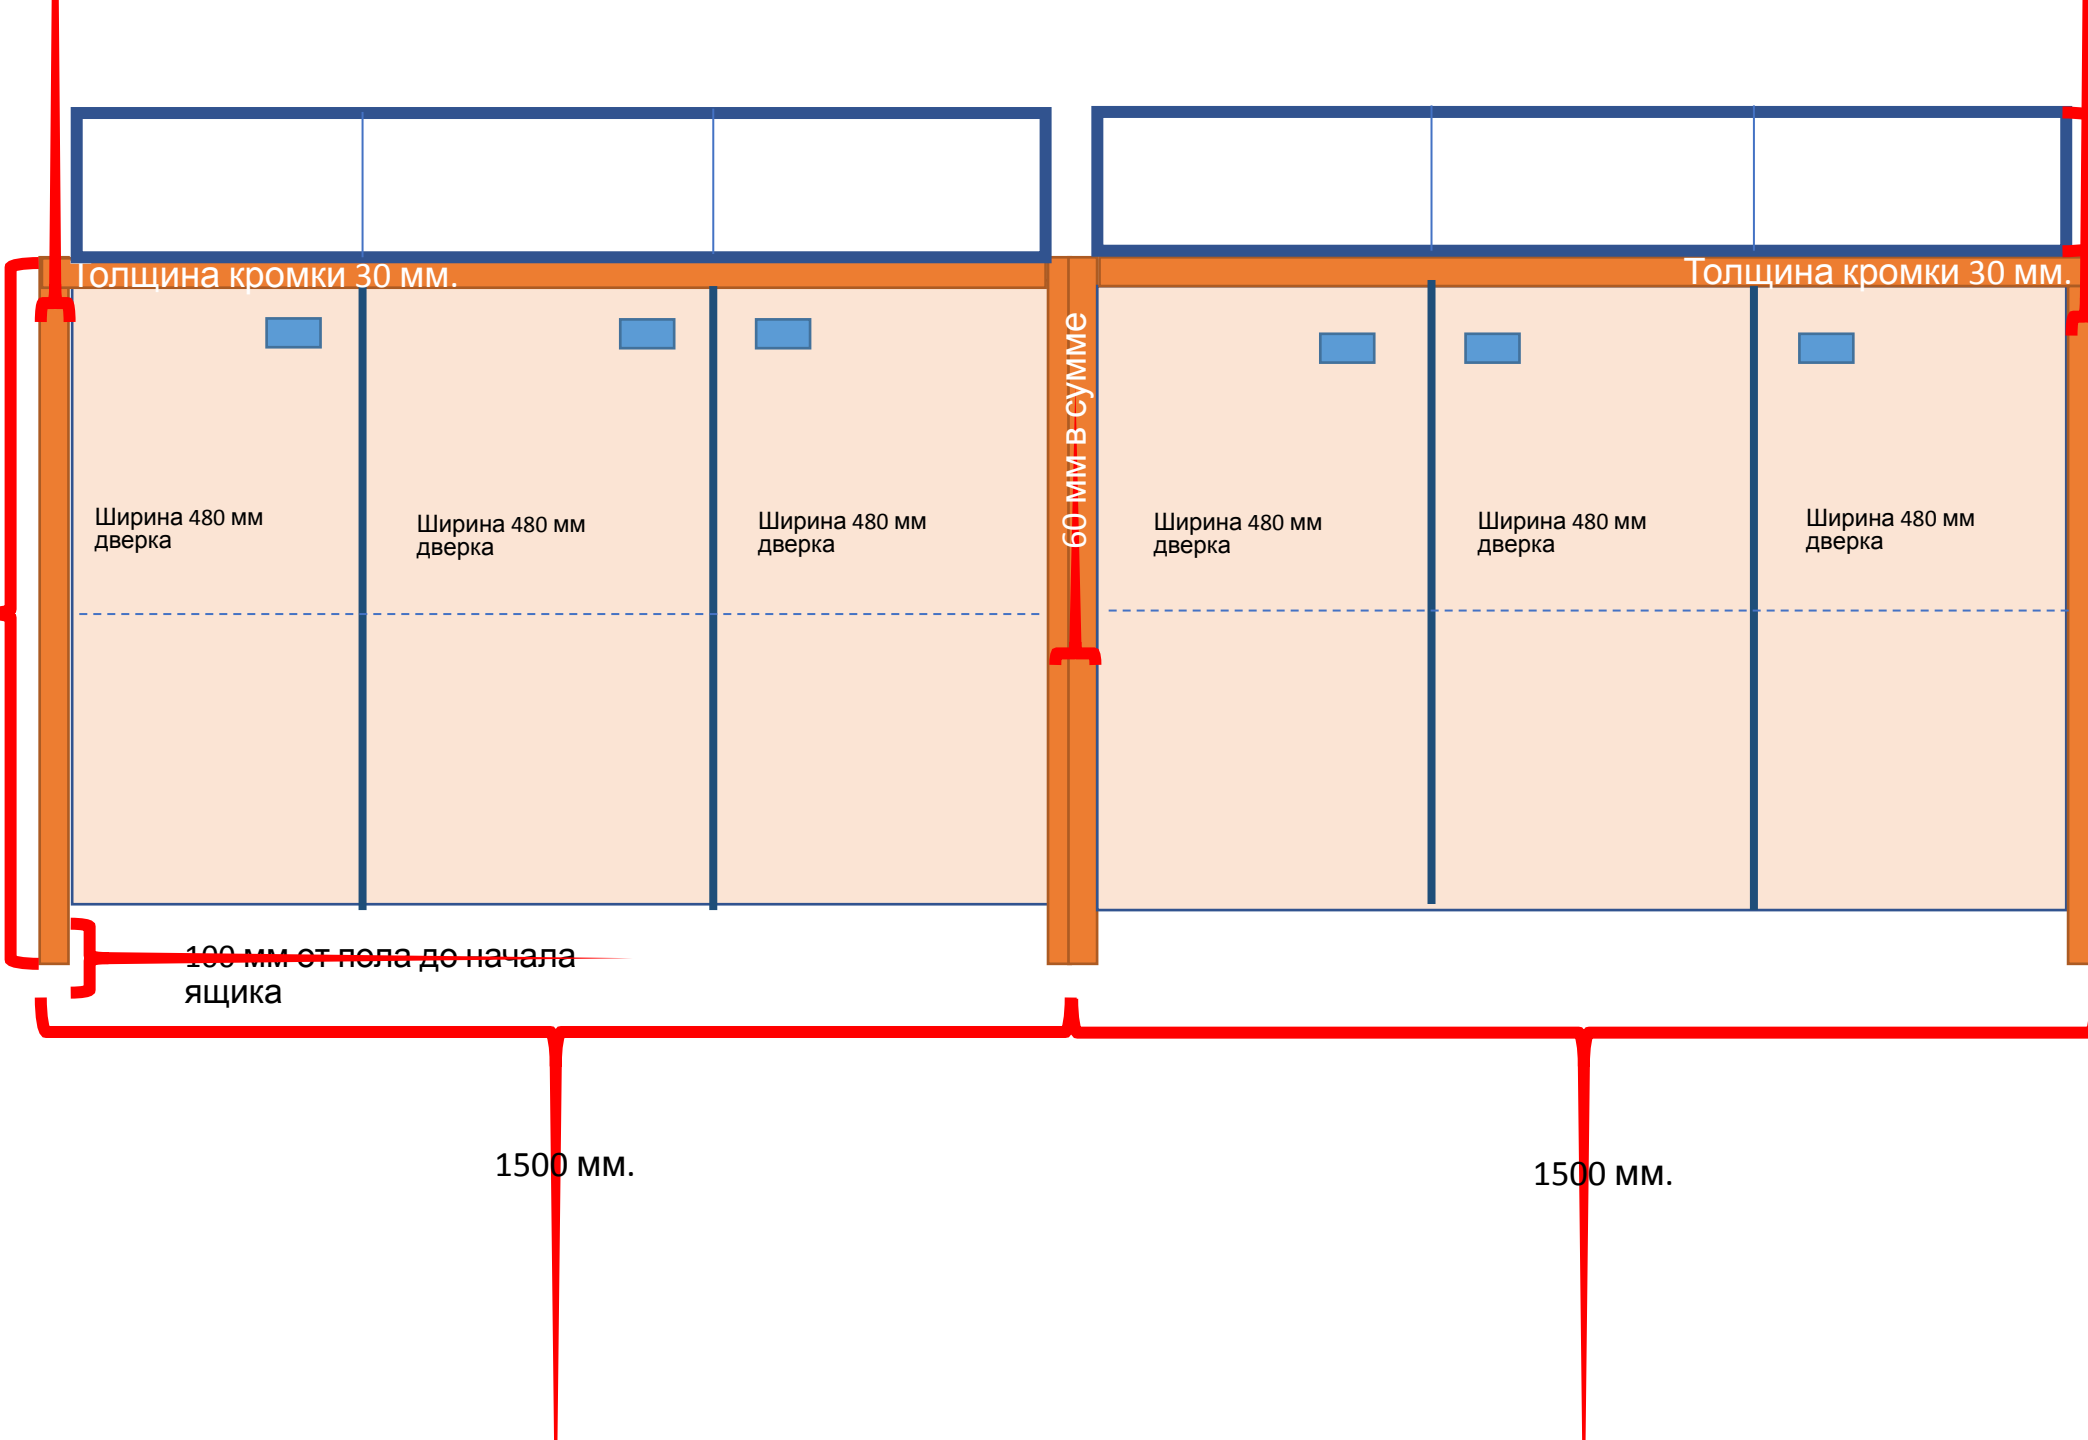 Толщина кромки 30 мм.
Толщина кромки 30 мм.
60 мм в сумме
Ширина 480 мм
дверка
Ширина 480 мм
дверка
Ширина 480 мм
дверка
Ширина 480 мм
дверка
Ширина 480 мм
дверка
Ширина 480 мм
дверка
100 мм от пола до начала
ящика
1500 мм.
1500 мм.